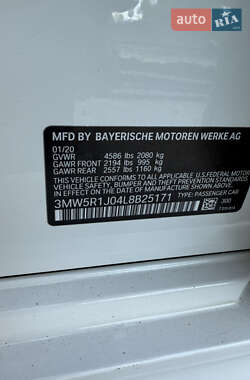 AUTO RIA
MFD BY BAYERISCHE MOTOREN WERKE AG
01/20
GVWR 4586 lbs 2080 kg
GAWR FRONT 2194 lbs 995 kg
GAWR REAR 2557 lbs 1160 kg
THIS VEHICLE CONFORMS TO ALL APPLICABLE FEDERAL MOTOR VEHICLE
SAFETY, BUMPER, AND THEFT PREVENTION STANDARDS
IN EFFECT ON THE DATE OF MANUFACTURE SHOWN ABOVE.
3MW5R1J04L8B25171
TYPE: PASSENGER CAR
300